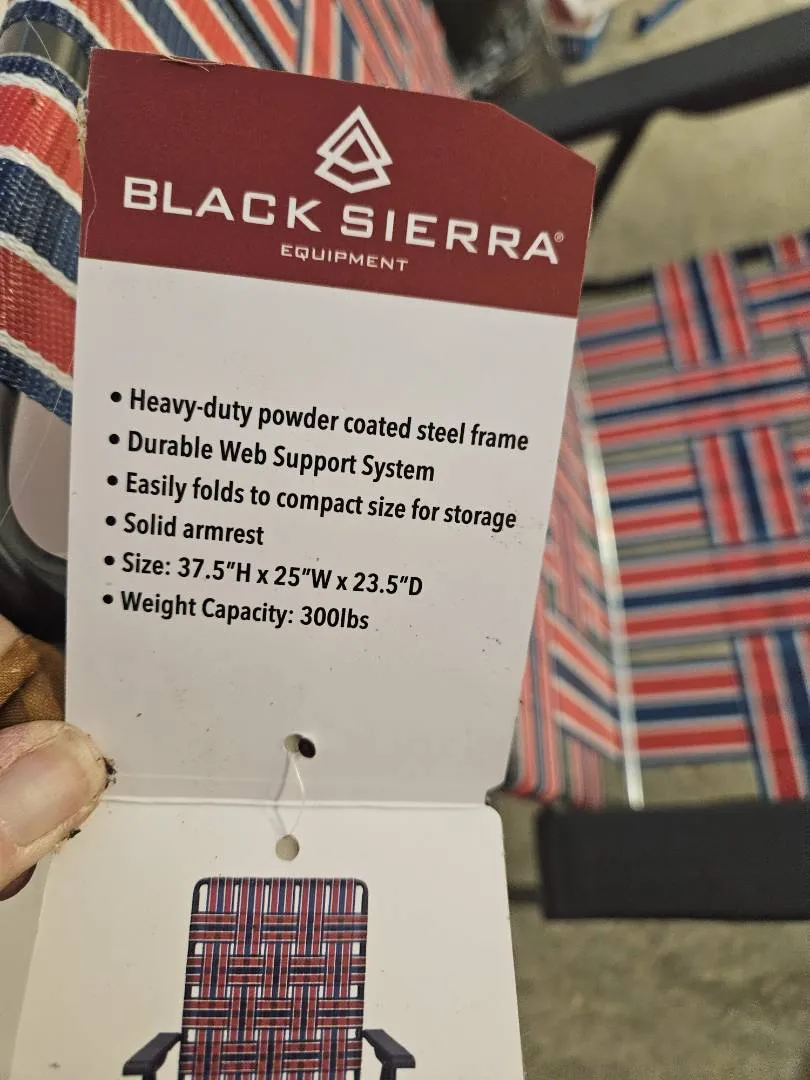 BLACK SIERRA®
EQUIPMENT
• Heavy-duty powder coated steel frame
• Durable Web Support System
• Easily folds to compact size for storage
• Solid armrest
• Size: 37.5"H x 25"W x 23.5"D
• Weight Capacity: 300lbs